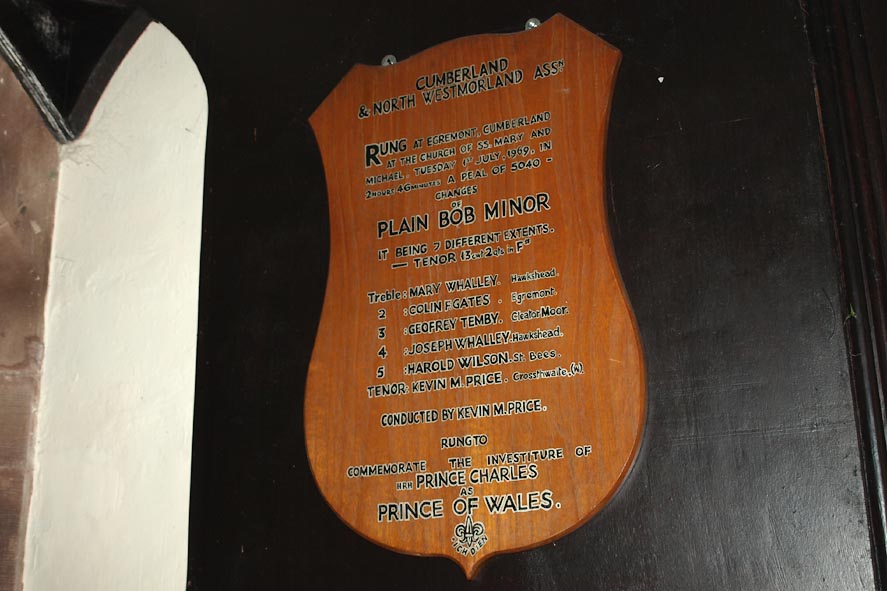 CUMBERLAND
& NORTH WESTMORLAND ASSN
RUNG AT EGREMONT, CUMBERLAND
AT THE CHURCH OF SS. MARY AND
MICHAEL. TUESDAY 1ST JULY, 1969, IN
2 HOURS 46 MINUTES A PEAL OF 5040 -
CHANGES
OF
PLAIN BOB MINOR
IT BEING 7 DIFFERENT EXTENTS.
— TENOR 13cwt 2qts in F#
Treble: MARY WHALLEY. Hawkshead.
2 : COLIN F. GATES . Egremont.
3 : GEOFREY TEMBY. Cleator Moor.
4 : JOSEPH WHALLEY. Hawkshead.
5 : HAROLD WILSON. St. Bees.
TENOR: KEVIN M. PRICE. Crossthwaite, (W)
CONDUCTED BY KEVIN M. PRICE.
RUNG TO
COMMEMORATE THE INVESTITURE OF
HRH PRINCE CHARLES
AS
PRINCE OF WALES.
ICH DIEN